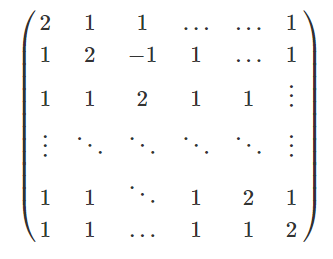 2 1 1 … … 1
1 2 −1 1 … 1
1 1 2 1 1 ⋮
⋮ ⋱ ⋱ ⋱ ⋱ ⋮
1 1 ⋱ 1 2 1
1 1 … 1 1 2